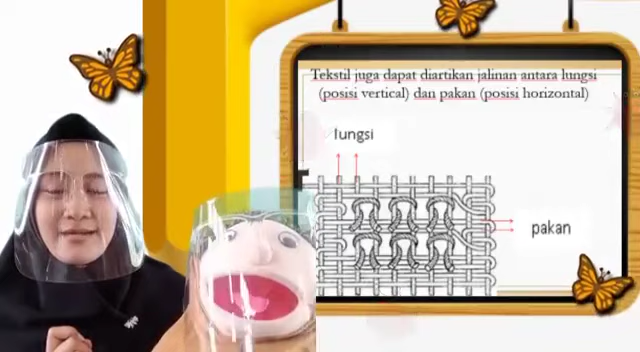 Tekstil juga dapat diartikan jalinan antara lungsi
(posisi vertical) dan pakan (posisi horizontal)
lungsi
pakan